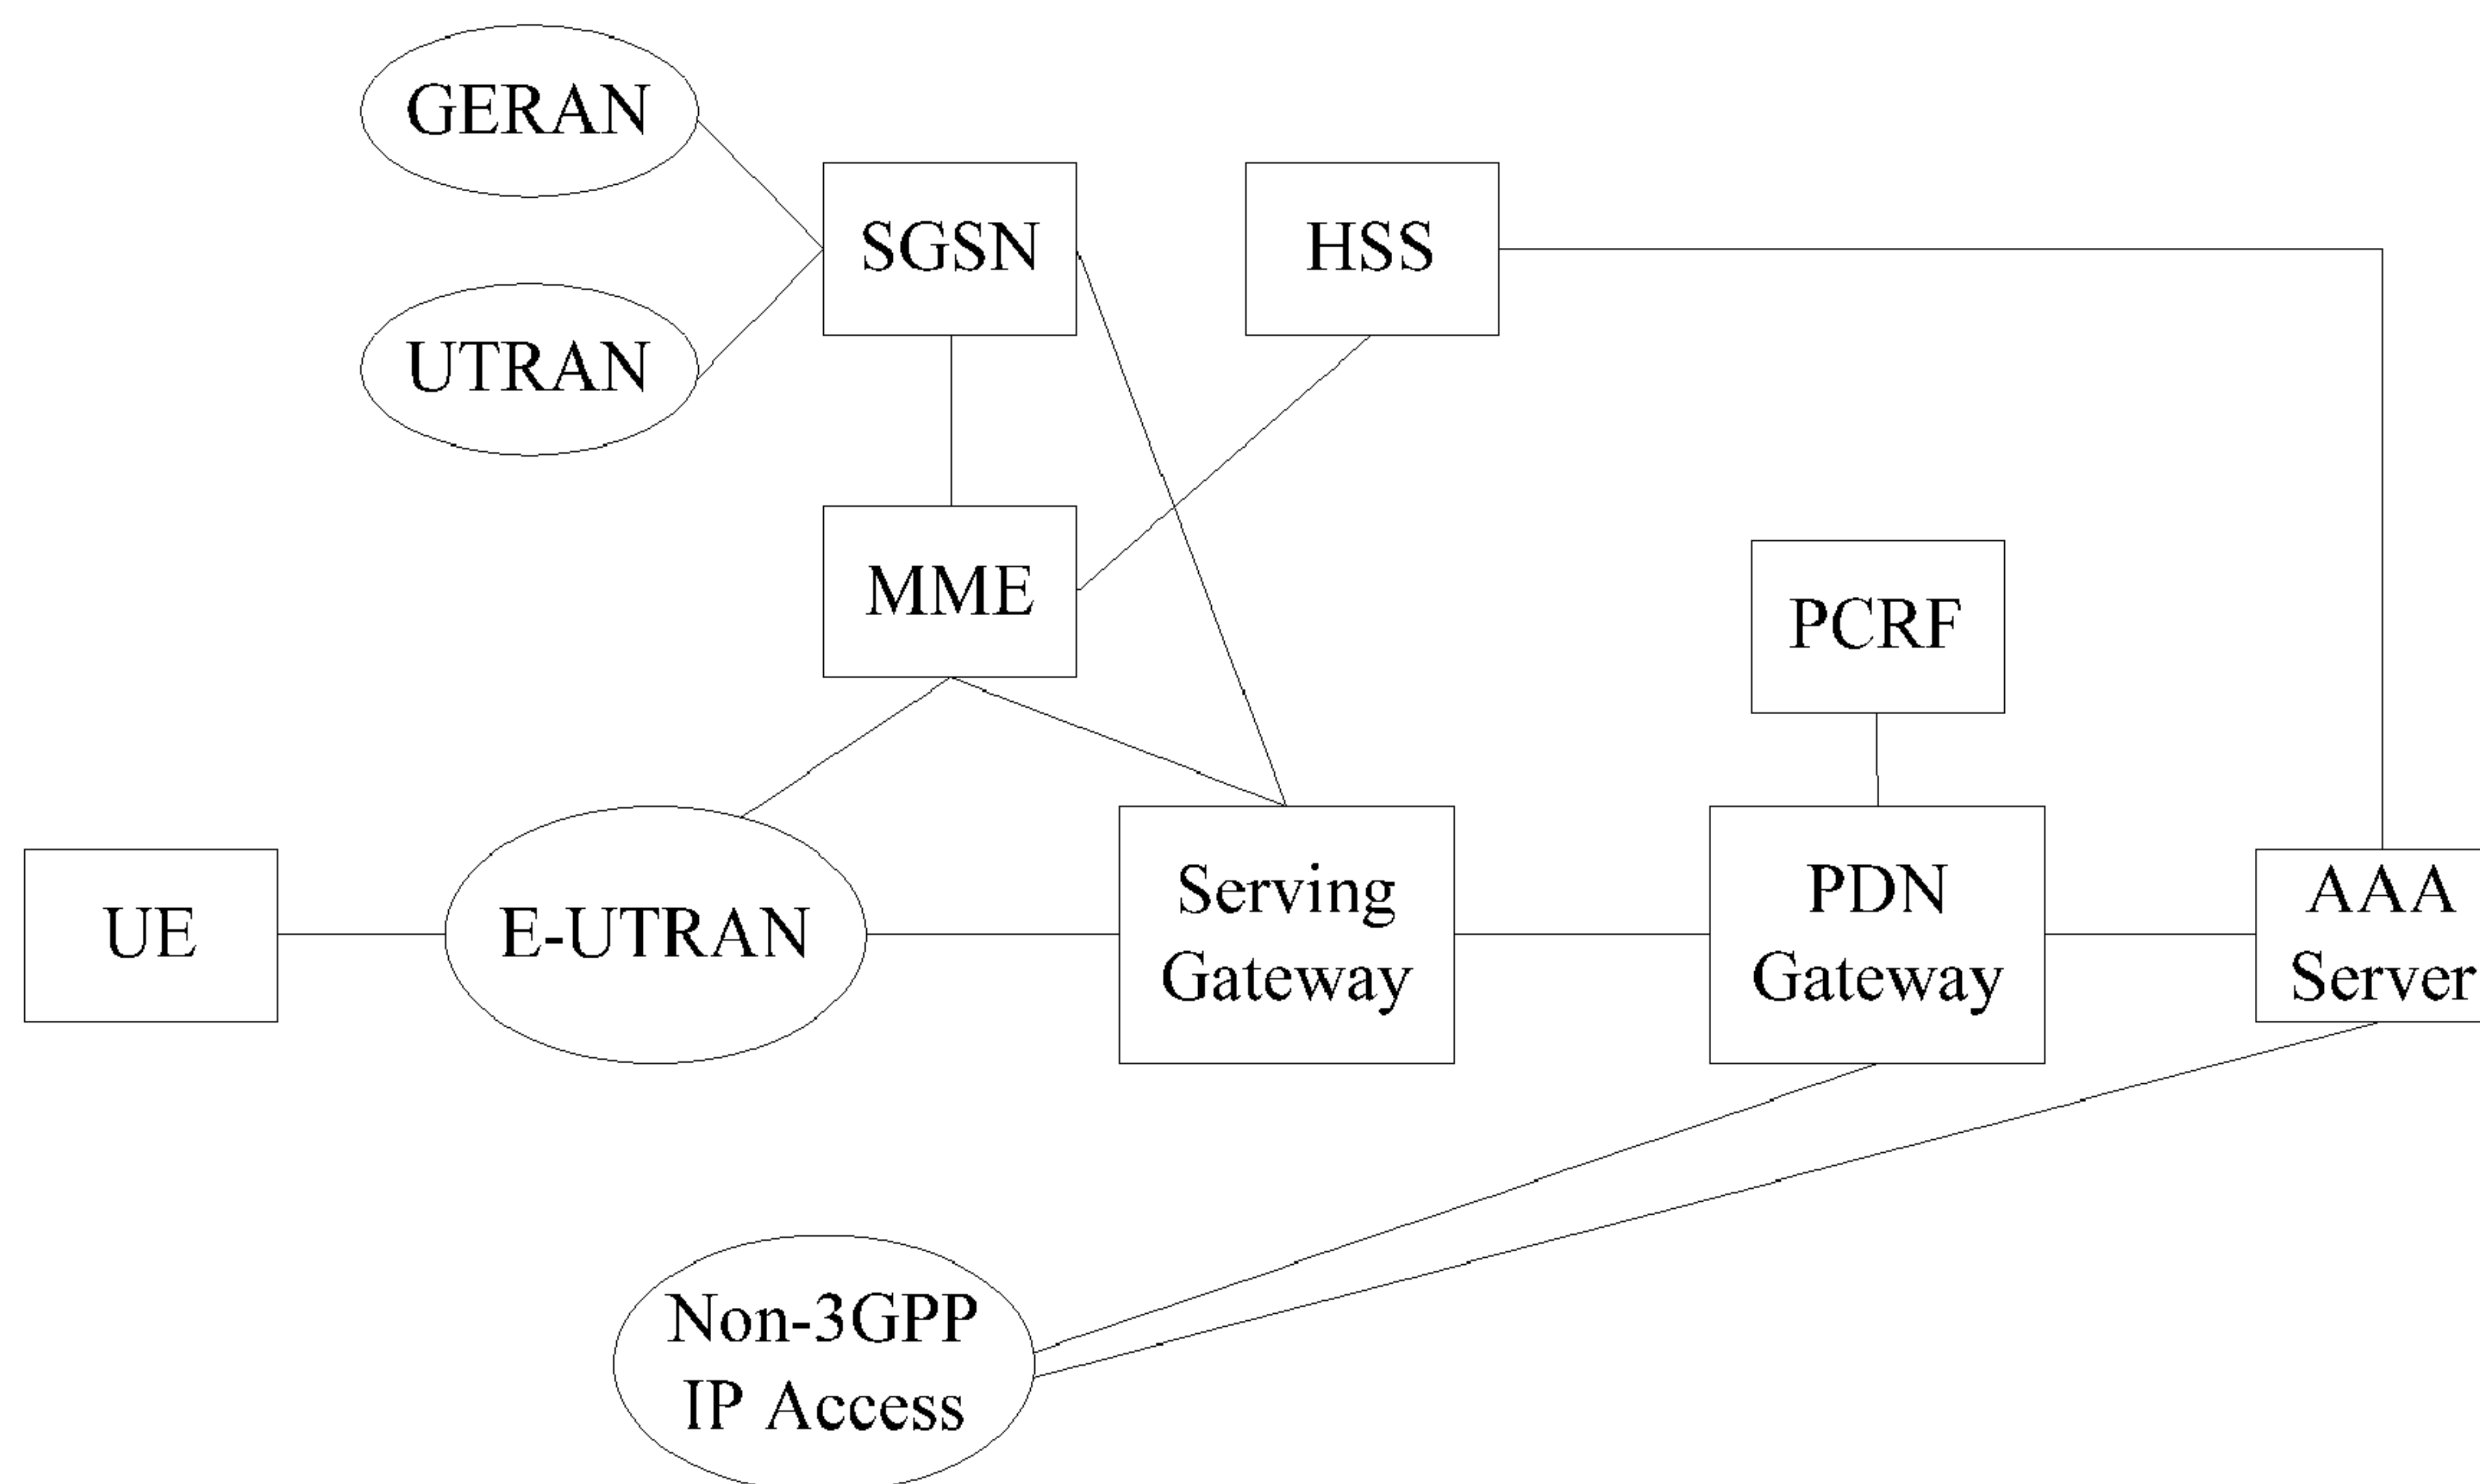 GERAN
SGSN
HSS
UTRAN
MME
PCRF
UE
E-UTRAN
Serving
Gateway
PDN
Gateway
AAA
Server
Non-3GPP
IP Access